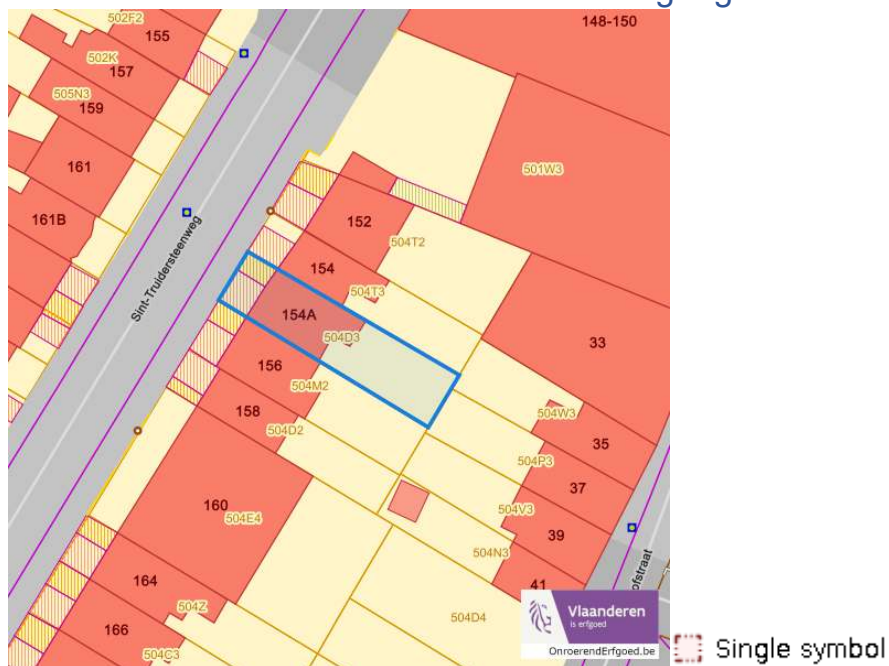 502F2
155
148-150
502K
157
505N3
159
161
501W3
161B
152
504T2
Sint-Truidersteenweg
154
504T3
154A
504D3
33
156
504M2
504W3
158
35
504D2
504P3
37
160
504E4
504V3
39
504N3
41
ofstraat
164
504Z
504D4
Vlaanderen
is erfgoed
166
504C3
OnroerendErfgoed.be
Single symbol